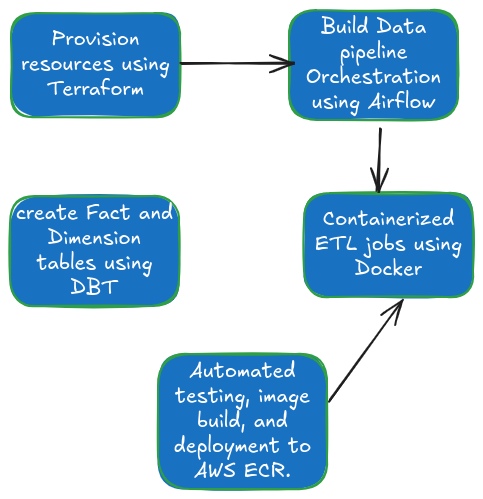 Provision
resources using
Terraform
Build Data
pipeline
Orchestration
using Airflow
create Fact and
Dimension
tables using
DBT
Containerized
ETL jobs using
Docker
Automated
testing, image
build, and
deployment to
AWS ECR.